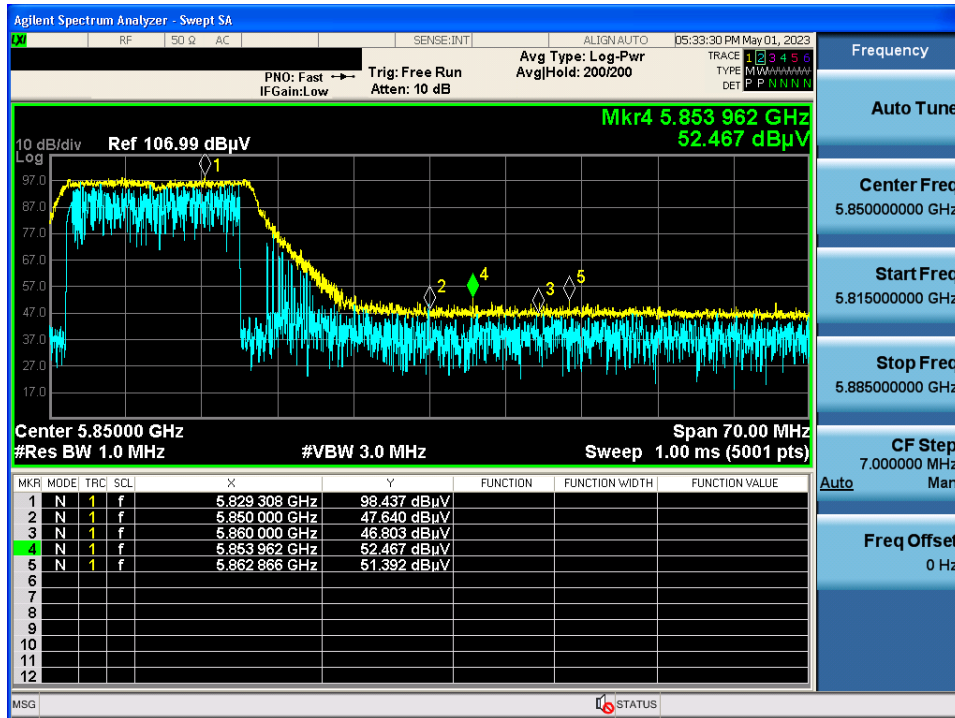 Agilent Spectrum Analyzer - Swept SA
LXI RF 50 Ω AC SENSE:INT ALIGN AUTO 05:33:30 PM May 01, 2023
PNO: Fast
IFGain:Low
Trig: Free Run
Atten: 10 dB
Avg Type: Log-Pwr
Avg|Hold: 200/200
TRACE 1 2 3 4 5 6
TYPE M W W W W W
DET P P N N N N
Mkr4 5.853 962 GHz
52.467 dBµV
10 dB/div Ref 106.99 dBµV
Log
97.0
87.0
77.0
67.0
57.0
47.0
37.0
27.0
17.0
1
2
4
3
5
Center 5.85000 GHz Span 70.00 MHz
#Res BW 1.0 MHz #VBW 3.0 MHz Sweep 1.00 ms (5001 pts)
MKR MODE TRC SCL X Y FUNCTION FUNCTION WIDTH FUNCTION VALUE
1 N 1 f 5.829 308 GHz 98.437 dBµV
2 N 1 f 5.850 000 GHz 47.640 dBµV
3 N 1 f 5.860 000 GHz 46.803 dBµV
4 N 1 f 5.853 962 GHz 52.467 dBµV
5 N 1 f 5.862 866 GHz 51.392 dBµV
6
7
8
9
10
11
12
MSG STATUS
Frequency
Auto Tune
Center Freq
5.850000000 GHz
Start Freq
5.815000000 GHz
Stop Freq
5.885000000 GHz
CF Step
7.000000 MHz
Auto Man
Freq Offset
0 Hz